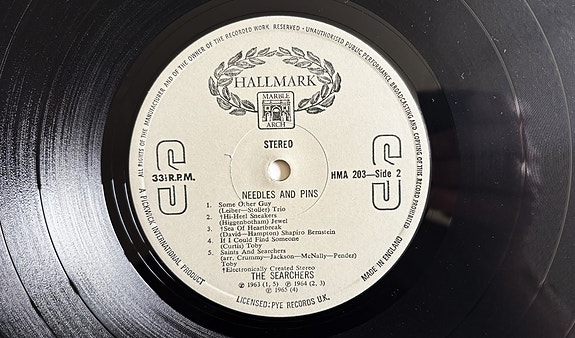 ALL RIGHTS OF THE MANUFACTURER AND OF THE OWNER OF THE RECORDED WORK RESERVED - UNAUTHORISED PUBLIC PERFORMANCE BROADCASTING AND COPYING OF THIS RECORD PROHIBITED
HALLMARK
MARBLE
ARCH
STEREO
S
S
33⅓ R.P.M.
HMA 203—Side 2
NEEDLES AND PINS
1. Some Other Guy
(Leiber—Stoller) Trio
2. †Hi-Heel Sneakers
(Higgenbotham) Jewel
3. †Sea Of Heartbreak
(David—Hampton) Shapiro Bernstein
4. If I Could Find Someone
(Curtis) Toby
5. Saints And Searchers
(arr. Crummy—Jackson—McNally—Pender)
Toby
†Electronically Created Stereo
THE SEARCHERS
℗ 1963 (1, 5) ℗ 1964 (2, 3)
℗ 1965 (4)
A PICKWICK INTERNATIONAL PRODUCT
LICENSED: PYE RECORDS U.K.
MADE IN ENGLAND